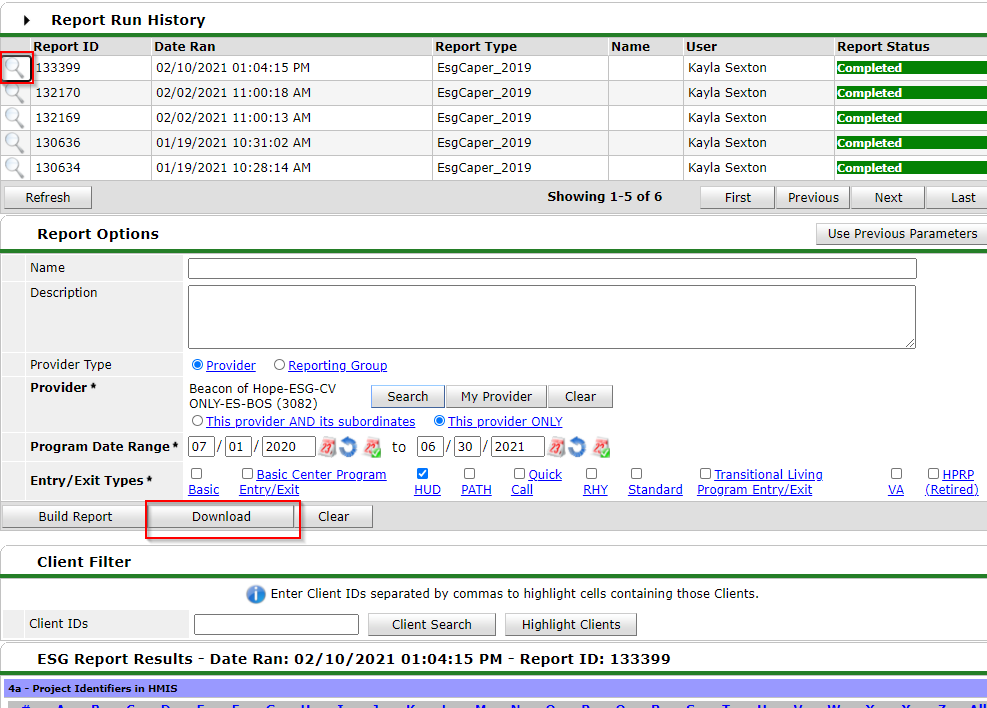 Report Run History
Report ID Date Ran Report Type Name User Report Status
133399 02/10/2021 01:04:15 PM EsgCaper_2019 Kayla Sexton Completed
132170 02/02/2021 11:00:18 AM EsgCaper_2019 Kayla Sexton Completed
132169 02/02/2021 11:00:13 AM EsgCaper_2019 Kayla Sexton Completed
130636 01/19/2021 10:31:02 AM EsgCaper_2019 Kayla Sexton Completed
130634 01/19/2021 10:28:14 AM EsgCaper_2019 Kayla Sexton Completed
Refresh Showing 1-5 of 6 First Previous Next Last
Report Options Use Previous Parameters
Name
Description
Provider Type Provider Reporting Group
Provider * Beacon of Hope-ESG-CV
ONLY-ES-BOS (3082) Search My Provider Clear
This provider AND its subordinates This provider ONLY
Program Date Range * 07 / 01 / 2020 to 06 / 30 / 2021
Entry/Exit Types * Basic Center Program Quick Transitional Living HPRP
Basic Entry/Exit HUD PATH Call RHY Standard Program Entry/Exit VA (Retired)
Build Report Download Clear
Client Filter
Enter Client IDs separated by commas to highlight cells containing those Clients.
Client IDs Client Search Highlight Clients
ESG Report Results - Date Ran: 02/10/2021 01:04:15 PM - Report ID: 133399
4a - Project Identifiers in HMIS